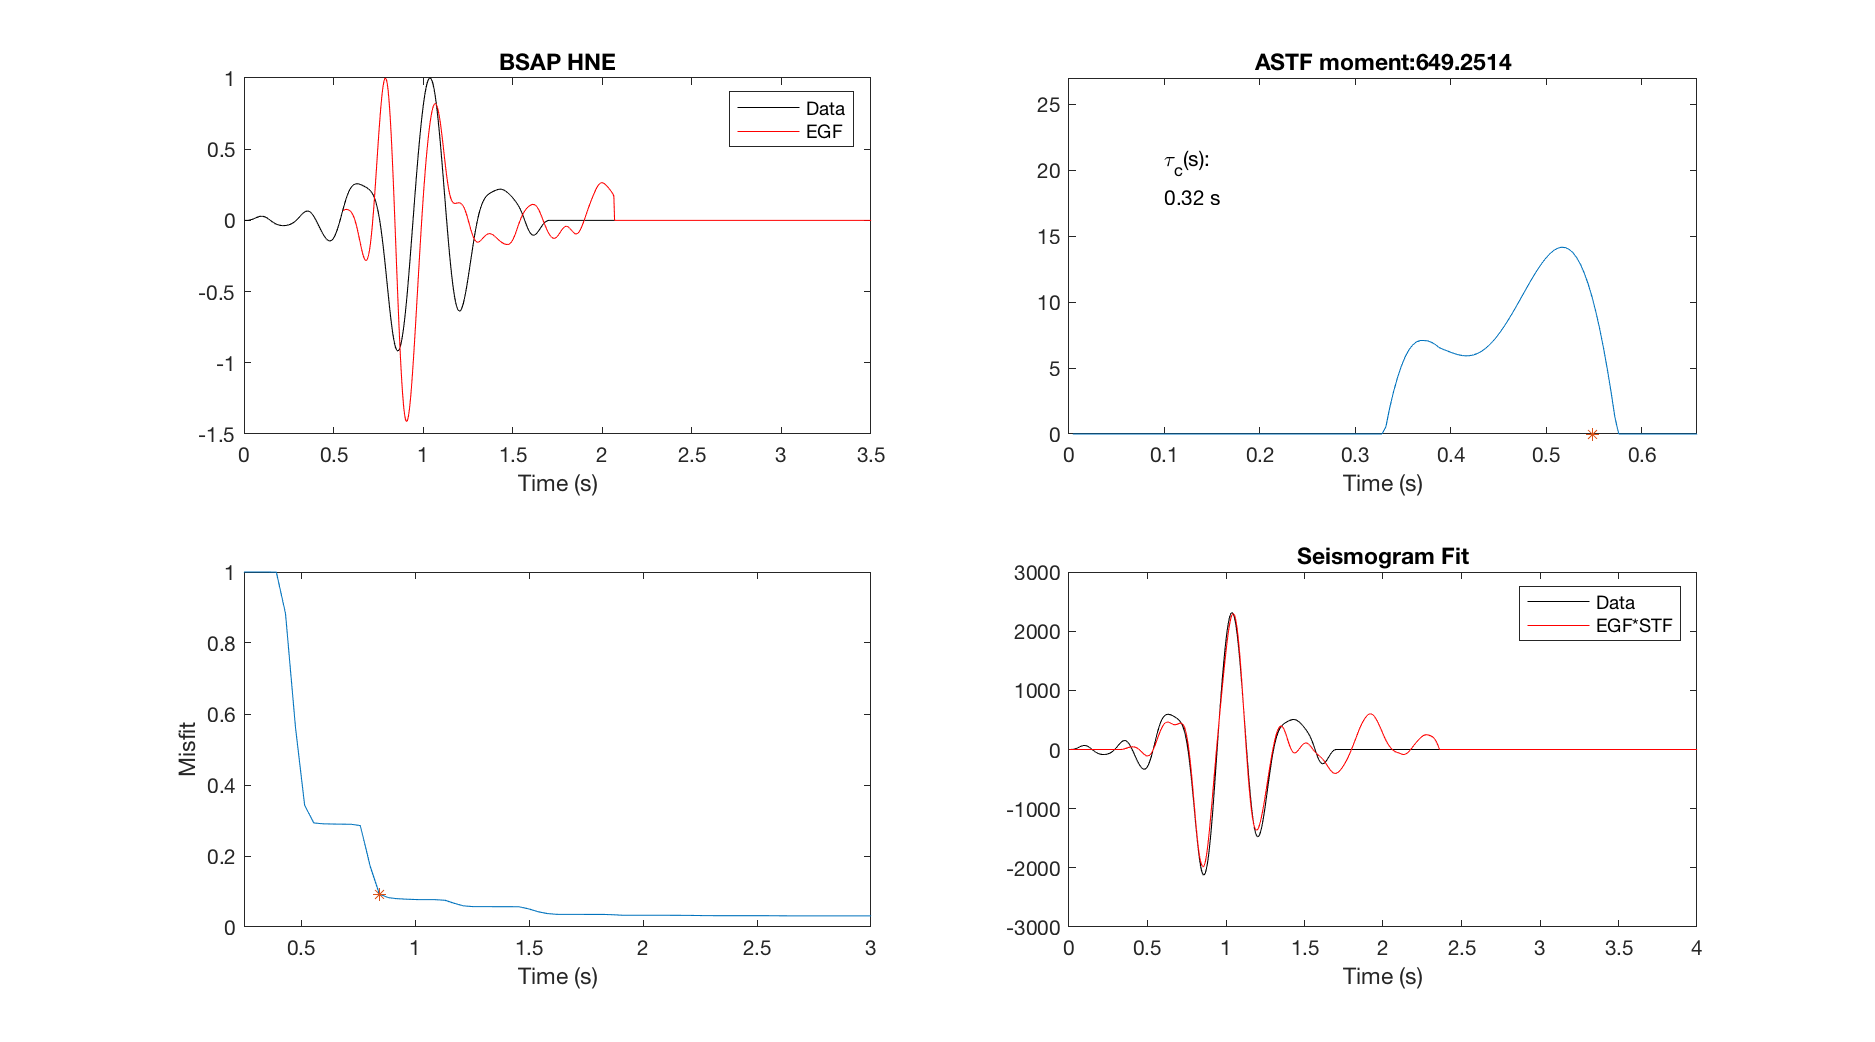 BSAP HNE
1
0.5
0
-0.5
-1
-1.5
0 0.5 1 1.5 2 2.5 3 3.5
Time (s)
Data
EGF
ASTF moment:649.2514
25
20
15
10
5
0
τc(s):
0.32 s
0 0.1 0.2 0.3 0.4 0.5 0.6
Time (s)
Misfit
1
0.8
0.6
0.4
0.2
0
0.5 1 1.5 2 2.5 3
Time (s)
Seismogram Fit
3000
2000
1000
0
-1000
-2000
-3000
0 0.5 1 1.5 2 2.5 3 3.5 4
Time (s)
Data
EGF*STF